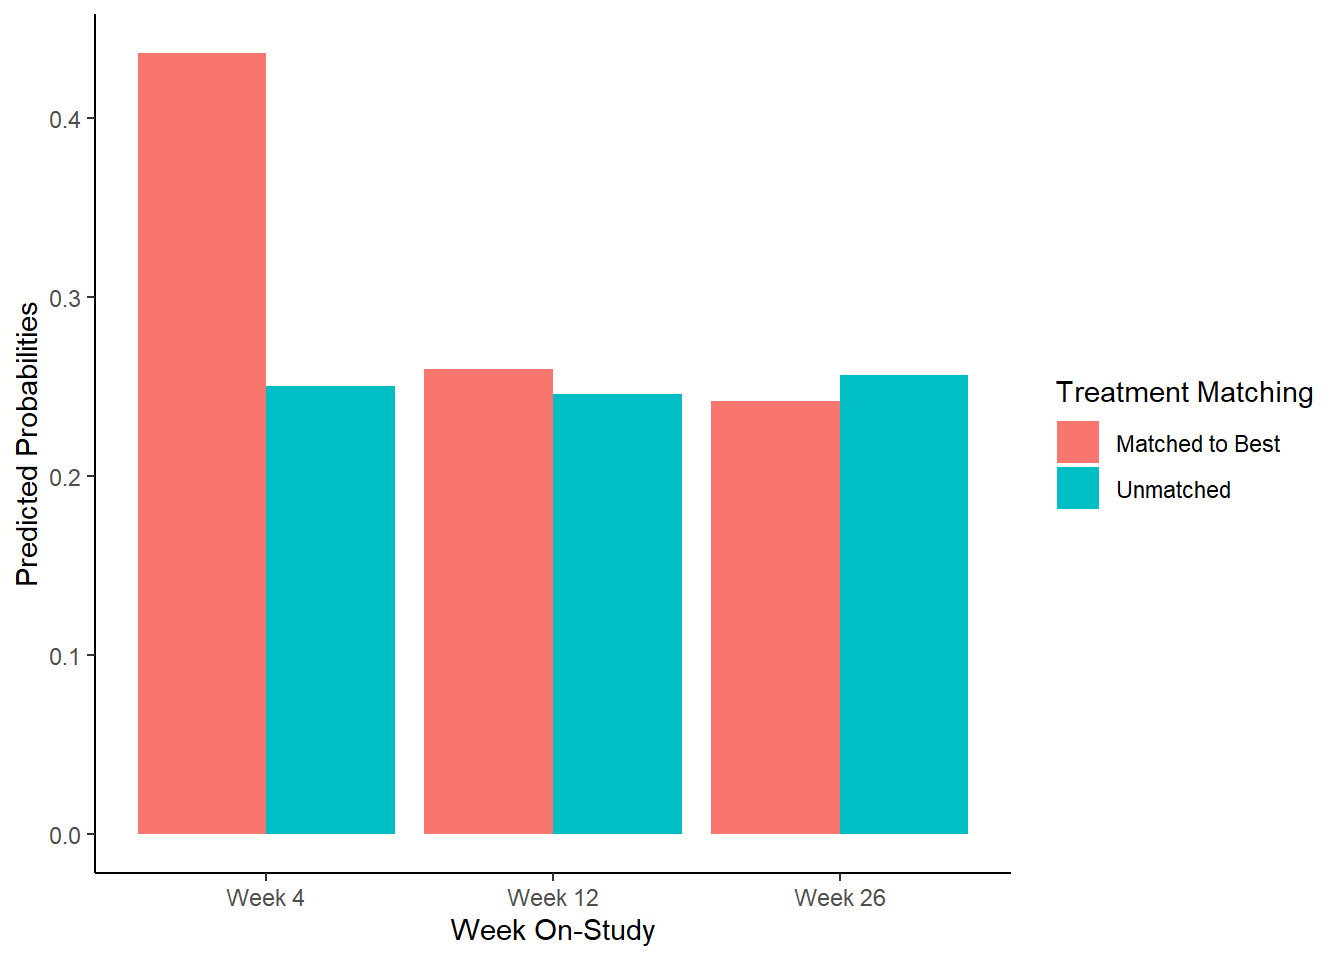 Predicted Probabilities
0.4
0.3
0.2
0.1
0.0
Week 4
Week 12
Week 26
Week On-Study
Treatment Matching
Matched to Best
Unmatched